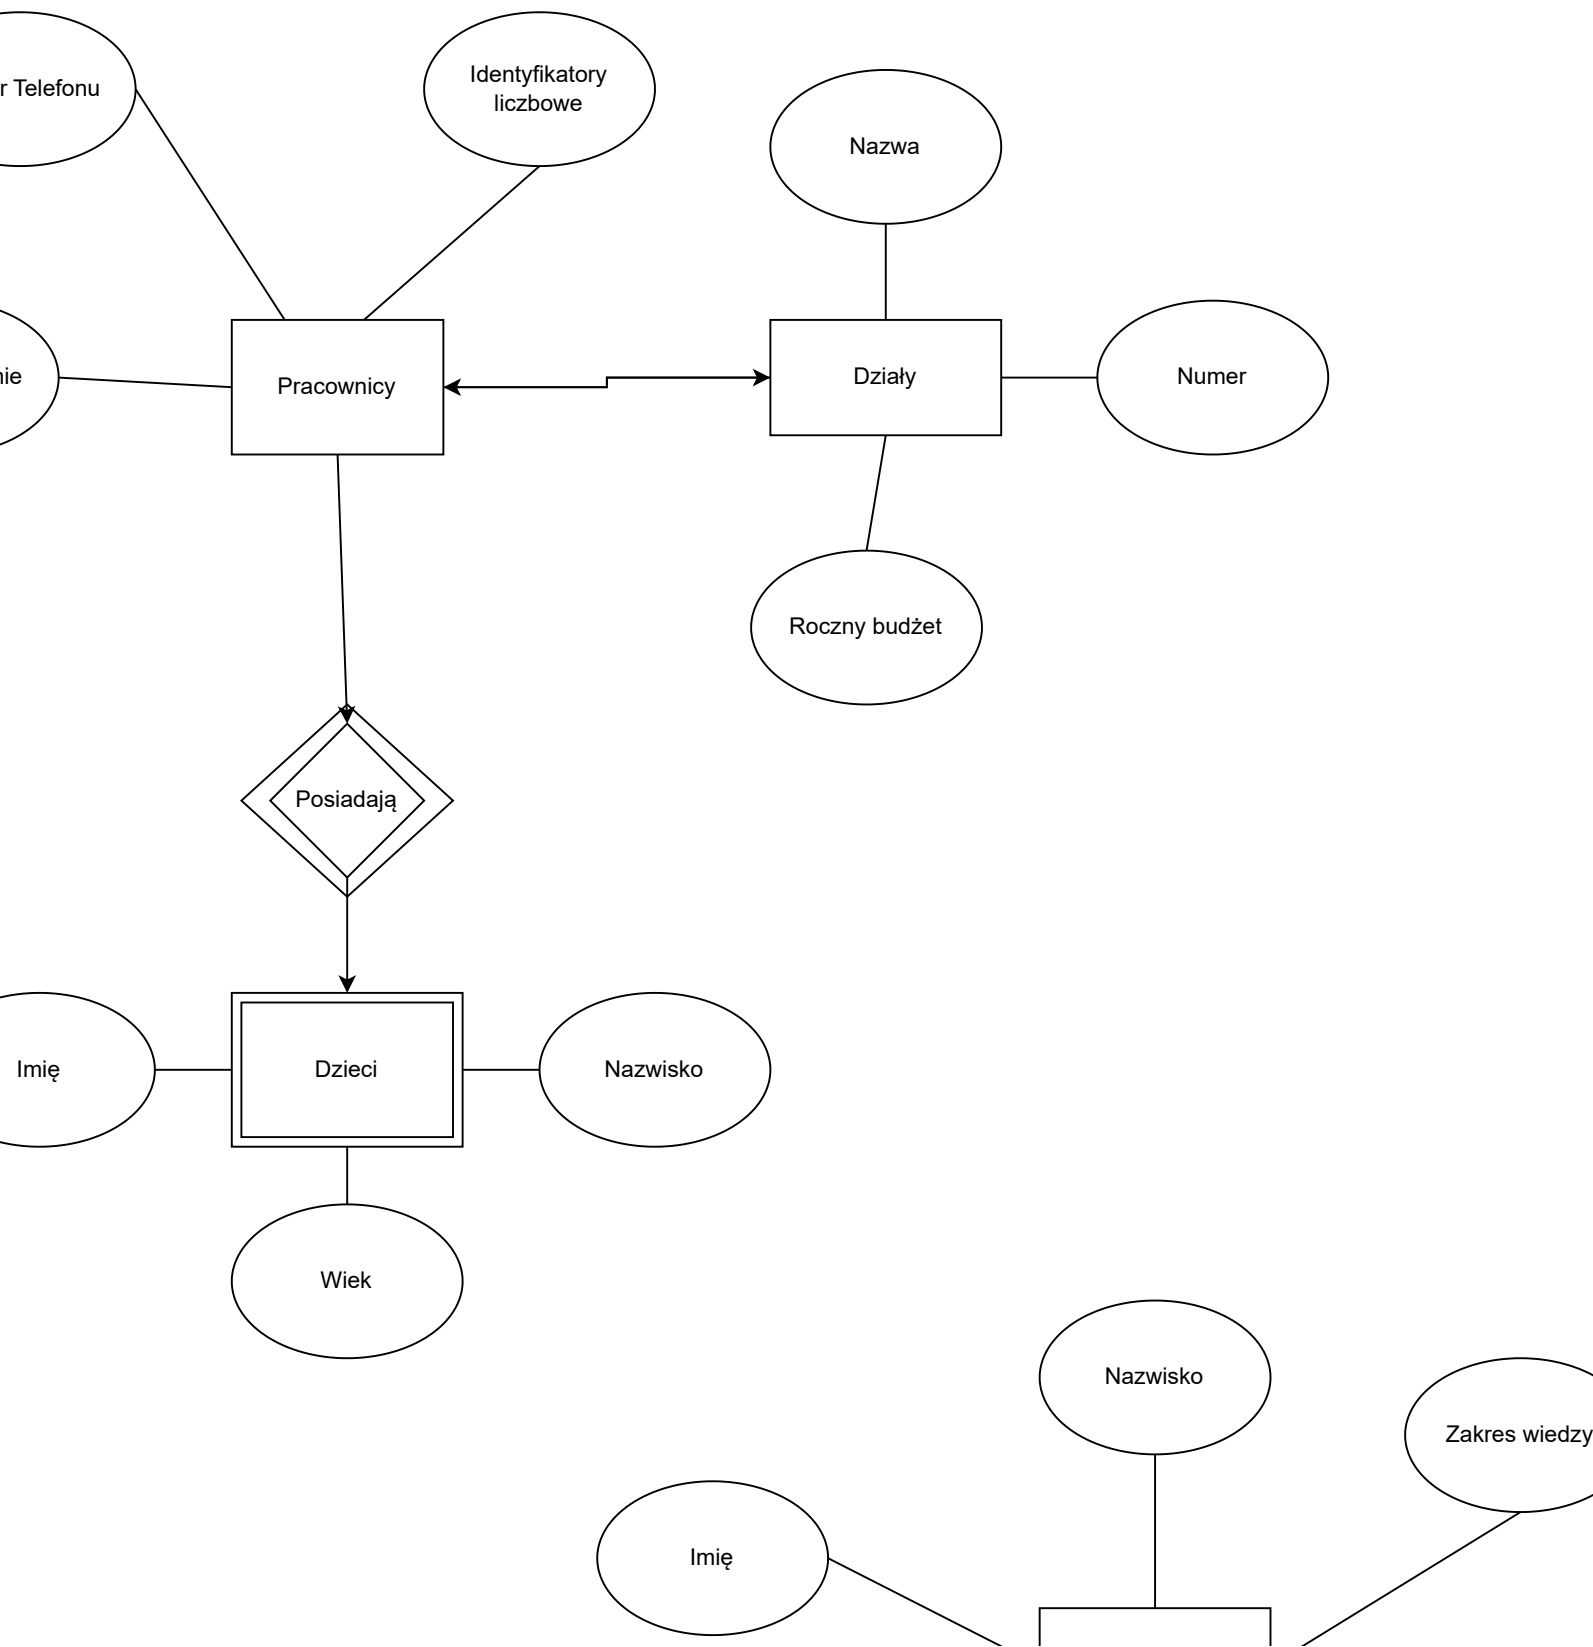 r Telefonu
Identyfikatory
liczbowe
Nazwa
nie
Pracownicy
Działy
Numer
Roczny budżet
Posiadają
Imię
Dzieci
Nazwisko
Wiek
Nazwisko
Zakres wiedzy
Imię